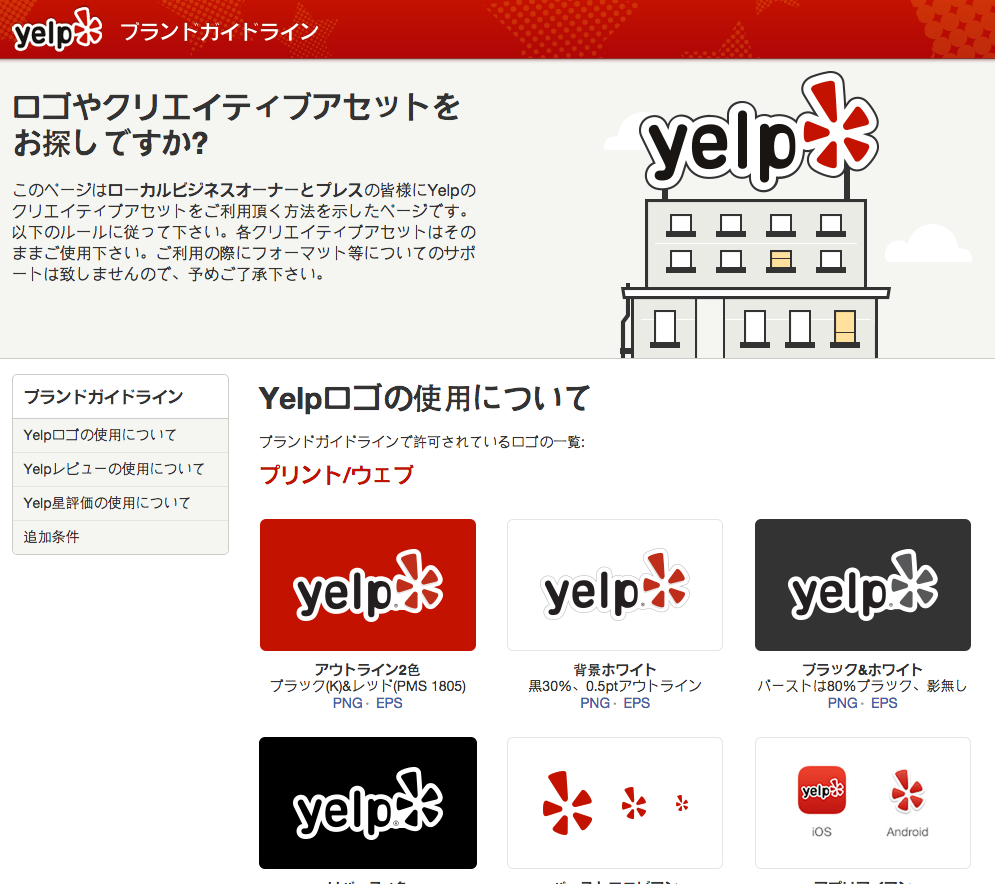 yelp ブランドガイドライン
ロゴやクリエイティブアセットを
お探しですか?
このページはローカルビジネスオーナーとプレスの皆様にYelpの
クリエイティブアセットをご利用頂く方法を示したページです。
以下のルールに従って下さい。各クリエイティブアセットはその
ままご使用下さい。ご利用の際にフォーマット等についてのサポ
ートは致しませんので、予めご了承下さい。
yelp
ブランドガイドライン
Yelpロゴの使用について
Yelpレビューの使用について
Yelp星評価の使用について
追加条件
Yelpロゴの使用について
ブランドガイドラインで許可されているロゴの一覧:
プリント/ウェブ
yelp
yelp
yelp
アウトライン2色
ブラック(K)&レッド(PMS 1805)
PNG · EPS
背景ホワイト
黒30%、0.5ptアウトライン
PNG · EPS
ブラック&ホワイト
バーストは80%ブラック、影無し
PNG · EPS
yelp
yelp
iOS
Android